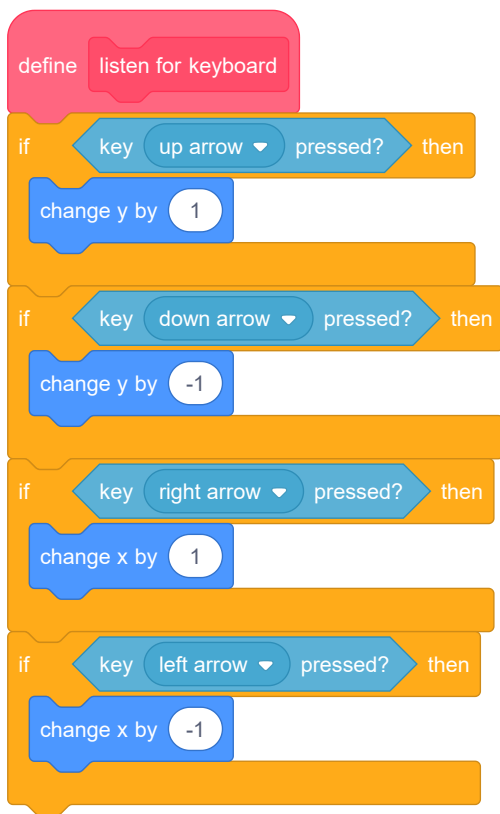 define listen for keyboard
if key up arrow pressed? then
change y by 1
if key down arrow pressed? then
change y by -1
if key right arrow pressed? then
change x by 1
if key left arrow pressed? then
change x by -1